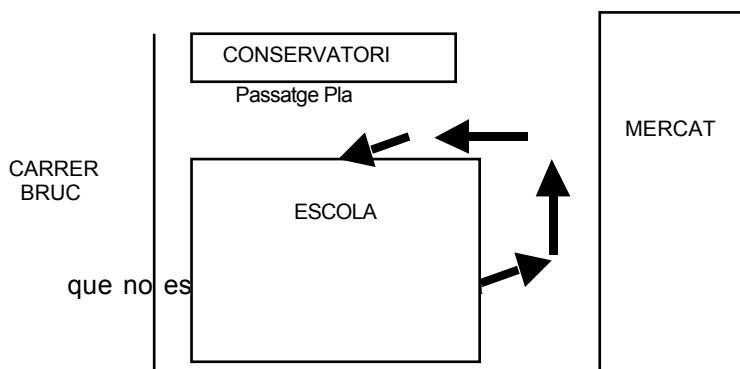 CONSERVATORI
Passatge Pla
MERCAT
CARRER
BRUC
ESCOLA
que no es